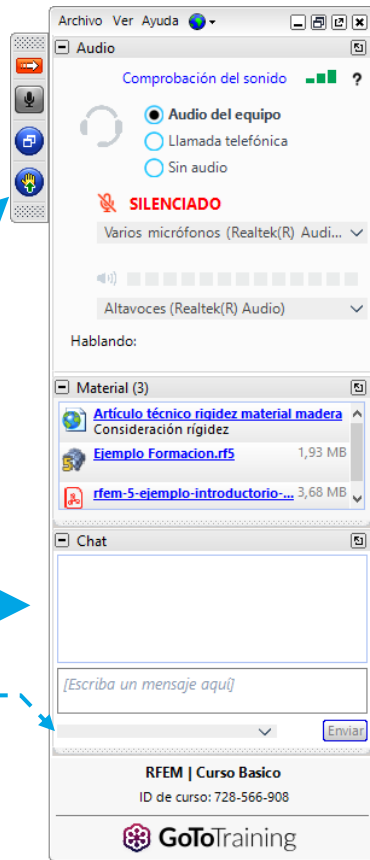 Archivo Ver Ayuda
Audio
Comprobación del sonido ?
Audio del equipo
Llamada telefónica
Sin audio
SILENCIADO
Varios micrófonos (Realtek(R) Audi...
Altavoces (Realtek(R) Audio)
Hablando:
Material (3)
Artículo técnico rigidez material madera
Consideración rígidez
Ejemplo Formacion.rf5 1,93 MB
rfem-5-ejemplo-introductorio-... 3,68 MB
Chat
[Escriba un mensaje aquí]
Enviar
RFEM | Curso Basico
ID de curso: 728-566-908
GoToTraining